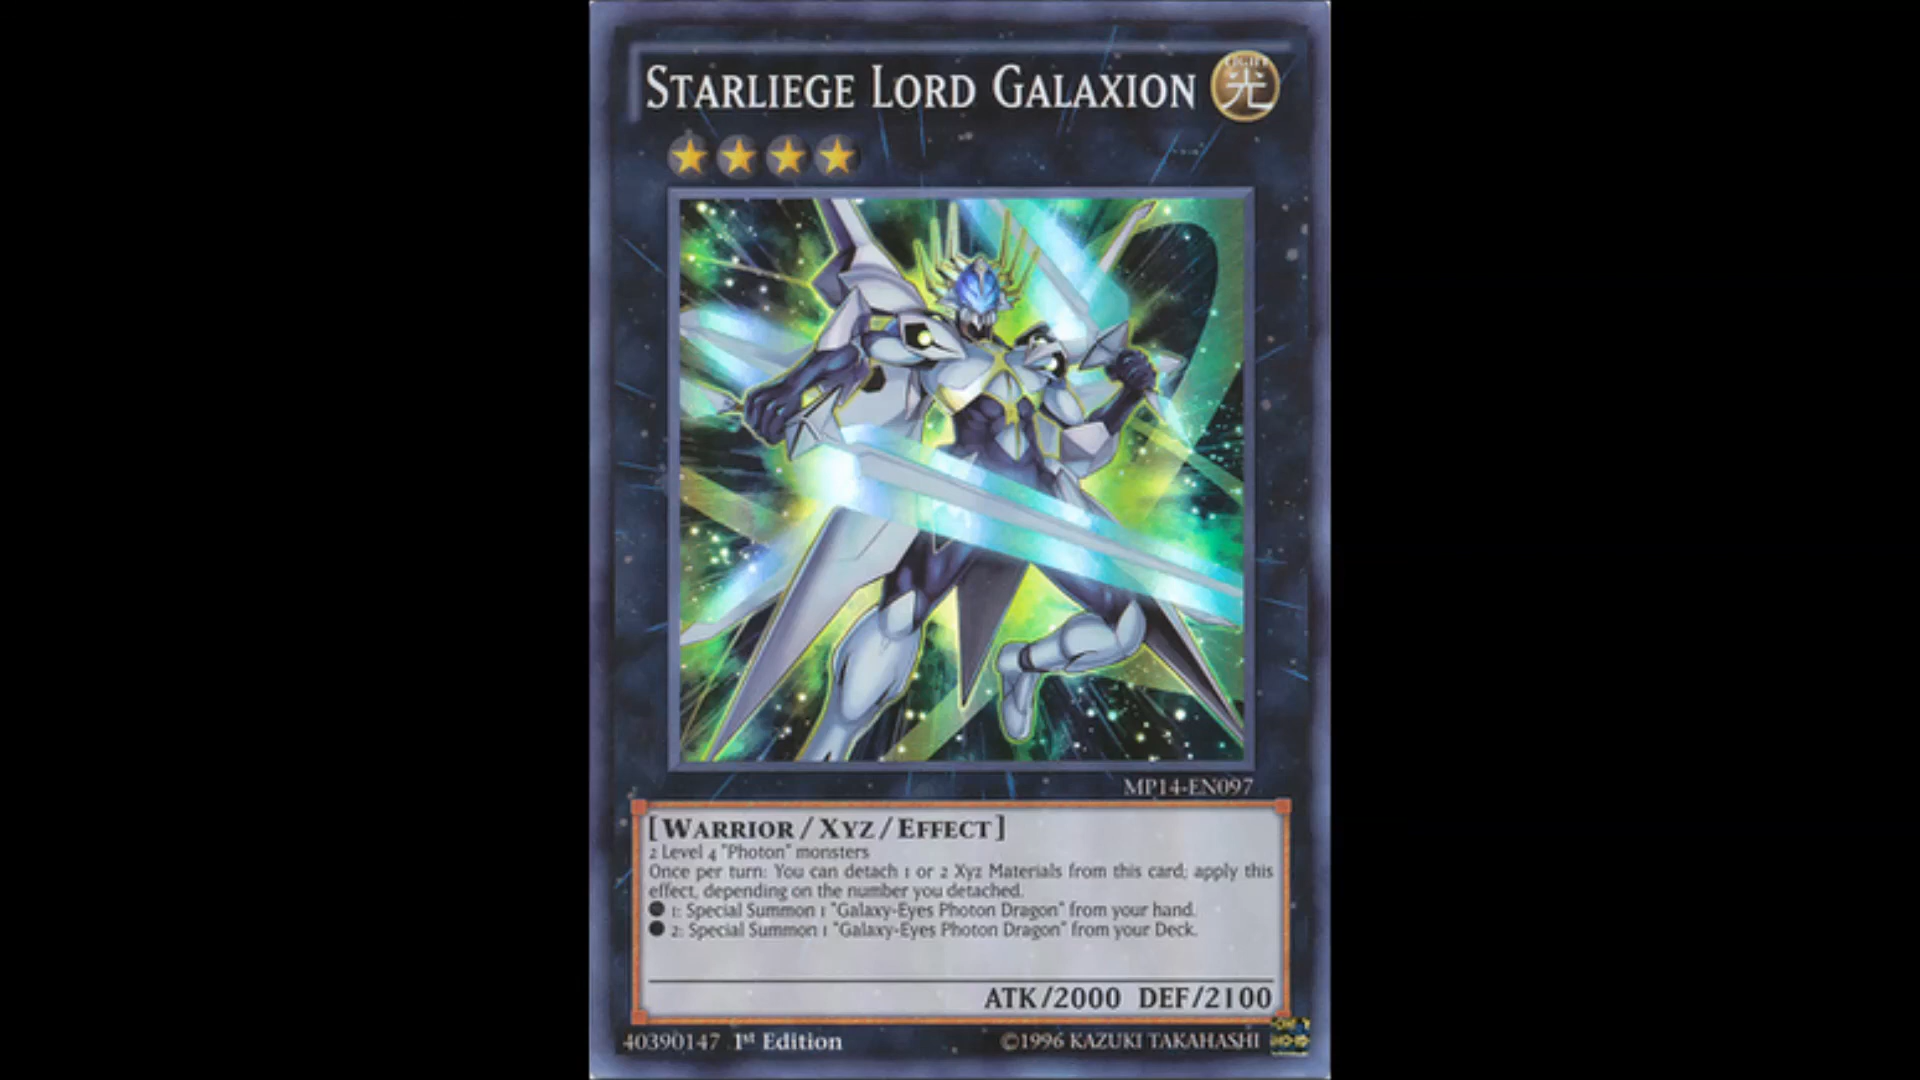 STARLIEGE LORD GALAXION
LIGHT
光
MP14-EN097
[WARRIOR/XYZ/EFFECT]
2 Level 4 "Photon" monsters
Once per turn: You can detach 1 or 2 Xyz Materials from this card; apply this
effect, depending on the number you detached.
● 1: Special Summon 1 "Galaxy-Eyes Photon Dragon" from your hand.
● 2: Special Summon 1 "Galaxy-Eyes Photon Dragon" from your Deck.
ATK/2000 DEF/2100
40390147 1st Edition
©1996 KAZUKI TAKAHASHI